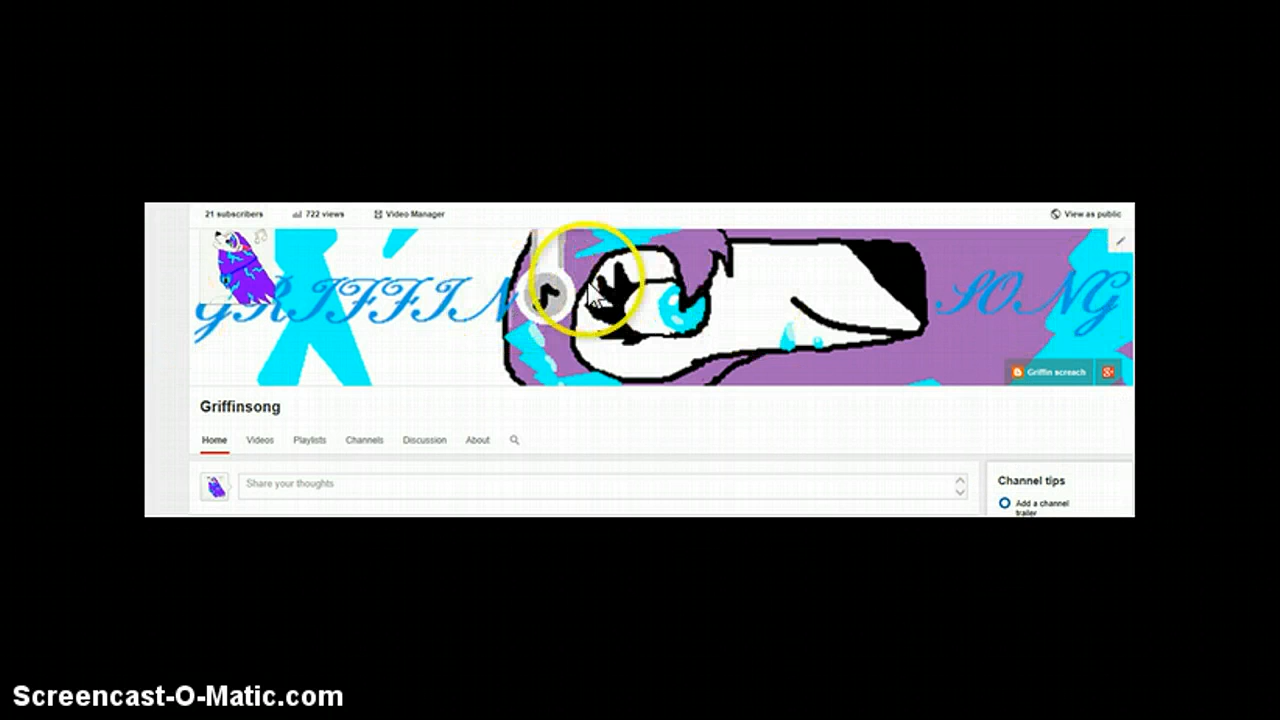 21 subscribers 722 views Video Manager View as public
gRIFFIN SONG
Griffin screech
Griffinsong
Home Videos Playlists Channels Discussion About
Share your thoughts
Channel tips
Add a channel
trailer
Screencast-O-Matic.com